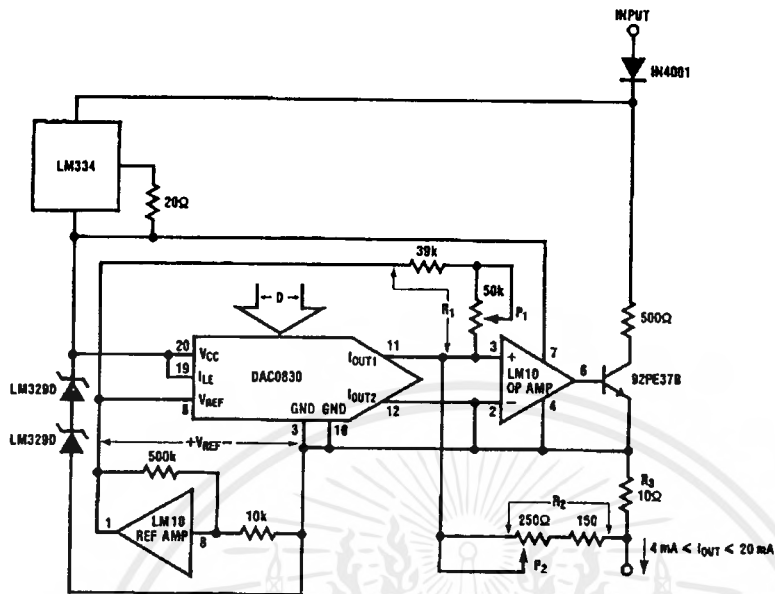 INPUT
IN4001
LM334
20Ω
39k
50k
P1
R1
← D →
500Ω
20 VCC
19 ILE
8 VREF
DAC0830
IOUT1 11
IOUT2 12
GND GND
3 10
3 +
2 −
LM10
OP AMP
7
4
6
92PE37B
LM329D
LM329D
+VREF−
500k
1
LM10
REF AMP
8
10k
R3
10Ω
R2
250Ω
150
P2
4 mA < IOUT < 20 mA